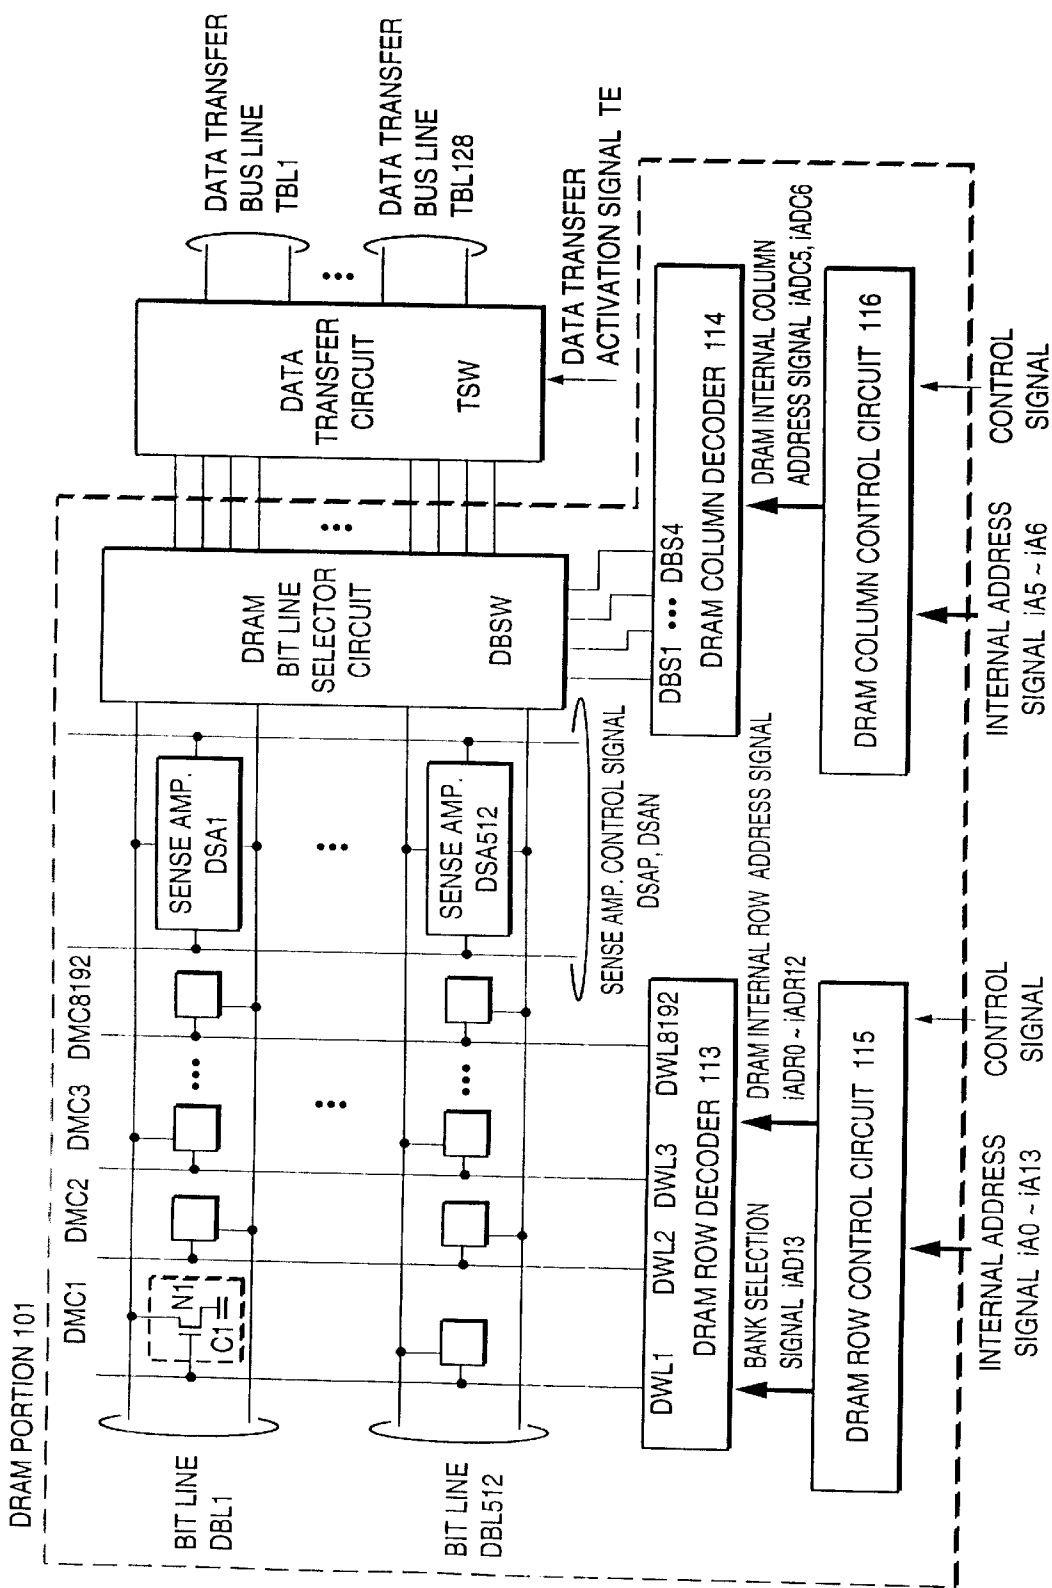 DRAM PORTION 101
DMC1
DMC2
DMC3
DMC8192
N1
C1
SENSE AMP.
DSA1
SENSE AMP.
DSA512
BIT LINE
DBL1
BIT LINE
DBL512
DRAM
BIT LINE
SELECTOR
CIRCUIT
DBSW
DATA
TRANSFER
CIRCUIT
TSW
DATA TRANSFER
BUS LINE
TBL1
DATA TRANSFER
BUS LINE
TBL128
DATA TRANSFER
ACTIVATION SIGNAL TE
SENSE AMP. CONTROL SIGNAL
DSAP, DSAN
DWL1 DWL2 DWL3 DWL8192
DRAM ROW DECODER 113
DBS1 ••• DBS4
DRAM COLUMN DECODER 114
BANK SELECTION
SIGNAL iAD13
DRAM INTERNAL ROW ADDRESS SIGNAL
iADR0 ~ iADR12
DRAM INTERNAL COLUMN
ADDRESS SIGNAL iADC5, iADC6
DRAM ROW CONTROL CIRCUIT 115
DRAM COLUMN CONTROL CIRCUIT 116
INTERNAL ADDRESS
SIGNAL iA0 ~ iA13
CONTROL
SIGNAL
INTERNAL ADDRESS
SIGNAL iA5 ~ iA6
CONTROL
SIGNAL